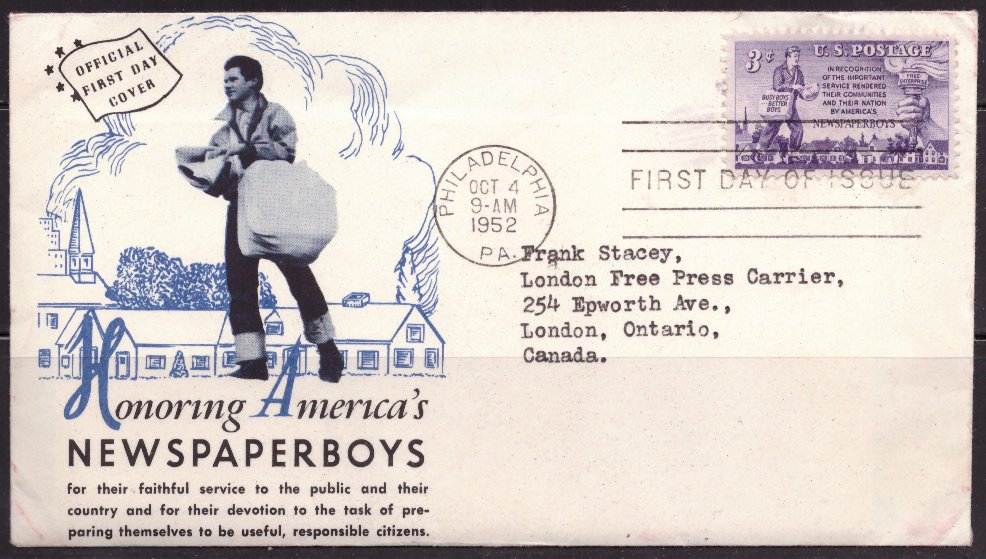 OFFICIAL
FIRST DAY
COVER
3¢ U.S. POSTAGE
IN RECOGNITION
OF THE IMPORTANT
SERVICE RENDERED
THEIR COMMUNITIES
AND THEIR NATION
BY AMERICA'S
NEWSPAPERBOYS
BUSY BOYS
BETTER
BOYS
FREE
ENTERPRISE
PHILADELPHIA
OCT 4
9-AM
1952
PA.
FIRST DAY OF ISSUE
Frank Stacey,
London Free Press Carrier,
254 Epworth Ave.,
London, Ontario,
Canada.
Honoring America's
NEWSPAPERBOYS
for their faithful service to the public and their
country and for their devotion to the task of pre-
paring themselves to be useful, responsible citizens.